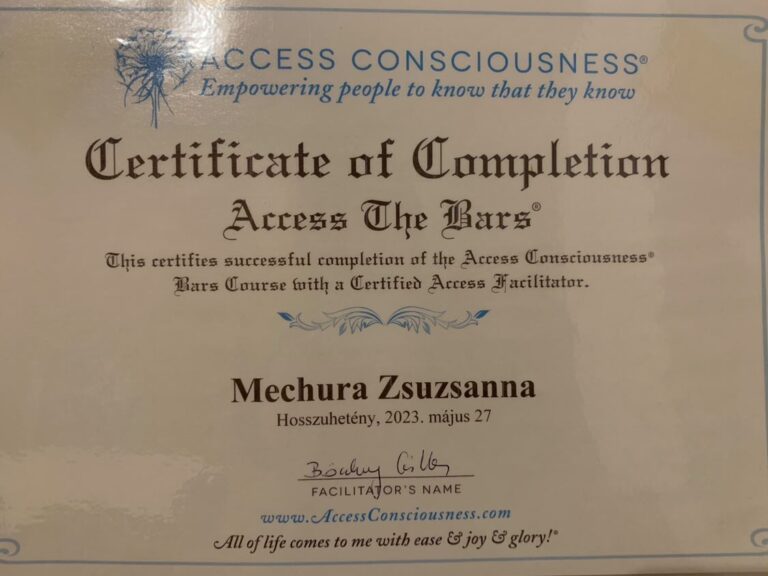 ACCESS CONSCIOUSNESS®
Empowering people to know that they know
Certificate of Completion
Access The Bars®
This certifies successful completion of the Access Consciousness®
Bars Course with a Certified Access Facilitator.
Mechura Zsuzsanna
Hosszuhetény, 2023. május 27
FACILITATOR'S NAME
www.AccessConsciousness.com
All of life comes to me with ease & joy & glory!®